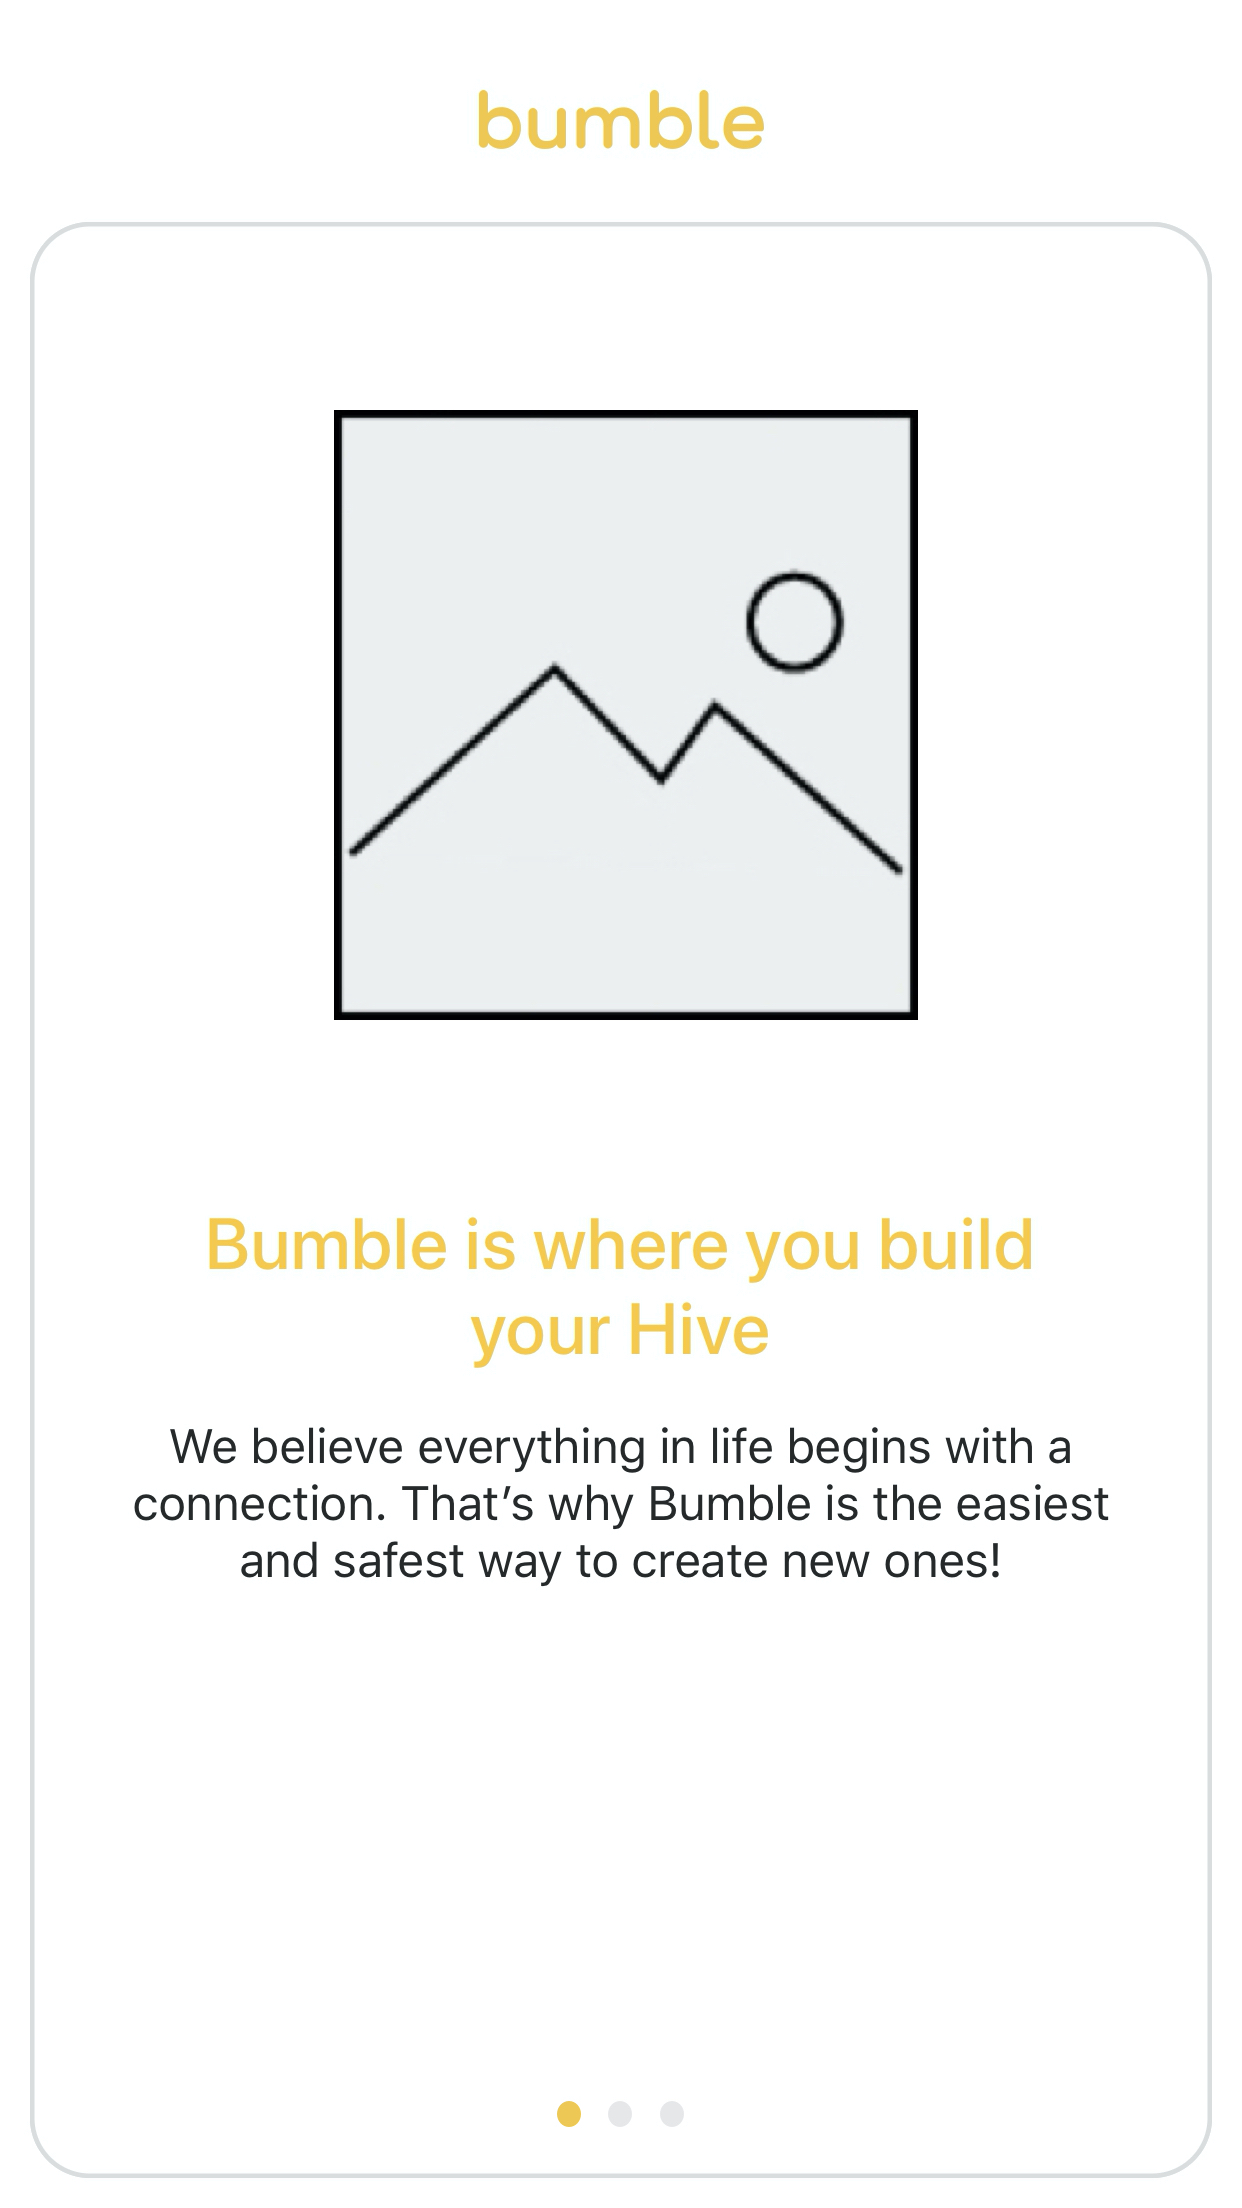 bumble
Bumble is where you build
your Hive
We believe everything in life begins with a
connection. That’s why Bumble is the easiest
and safest way to create new ones!